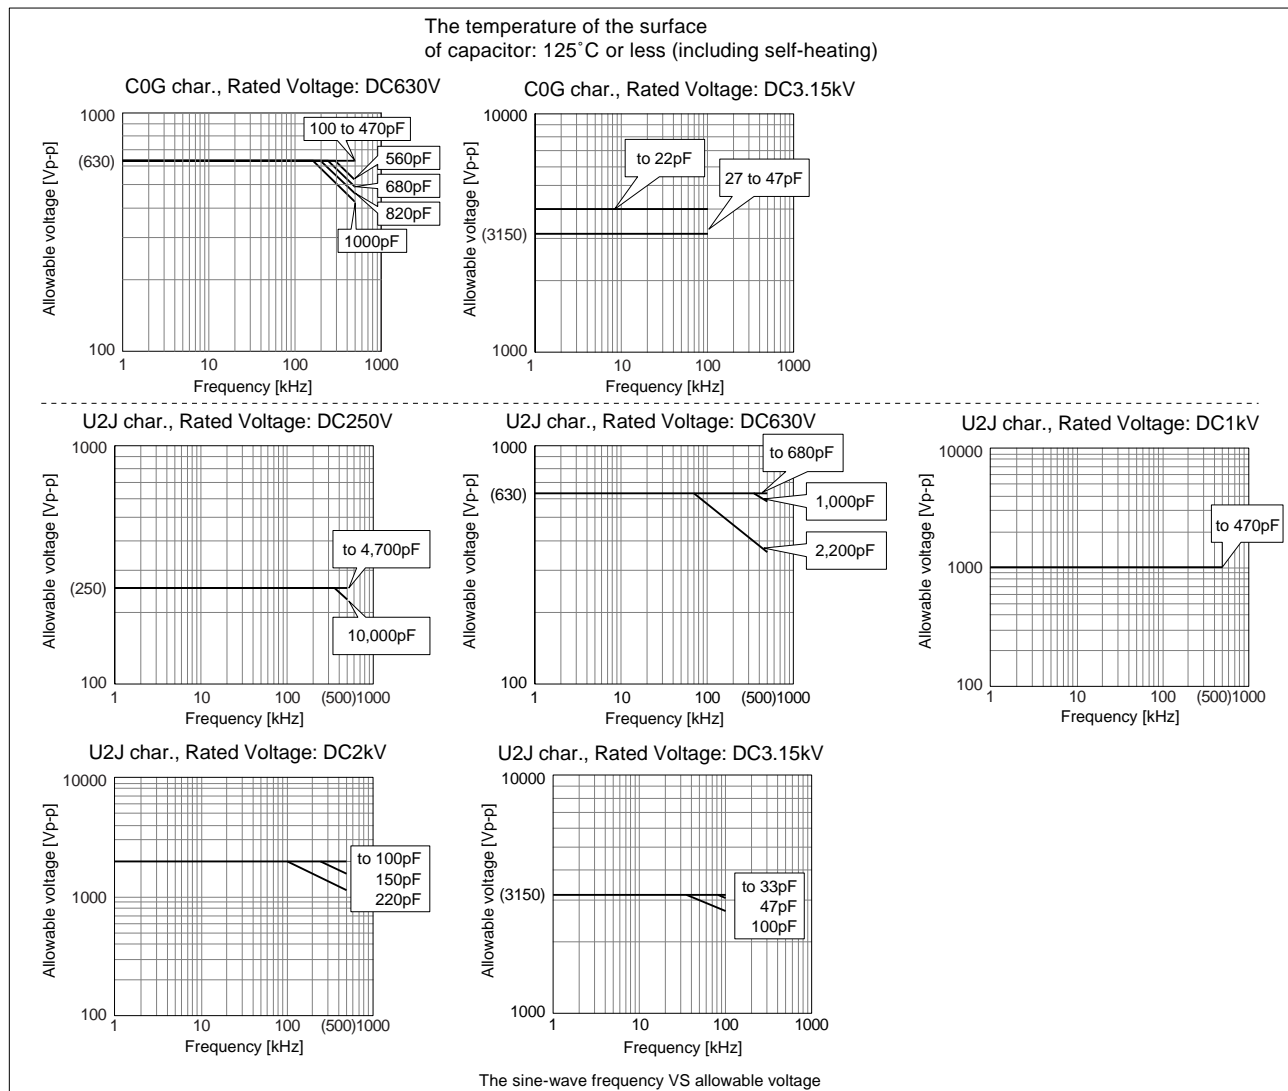 The temperature of the surface
of capacitor: 125˚C or less (including self-heating)
C0G char., Rated Voltage: DC630V
Allowable voltage [Vp-p]
1000
(630)
100
100 to 470pF
560pF
680pF
820pF
1000pF
1
10
100
1000
Frequency [kHz]
C0G char., Rated Voltage: DC3.15kV
Allowable voltage [Vp-p]
10000
(3150)
1000
to 22pF
27 to 47pF
1
10
100
1000
Frequency [kHz]
U2J char., Rated Voltage: DC250V
Allowable voltage [Vp-p]
1000
(250)
100
to 4,700pF
10,000pF
1
10
100
(500)1000
Frequency [kHz]
U2J char., Rated Voltage: DC630V
Allowable voltage [Vp-p]
1000
(630)
100
to 680pF
1,000pF
2,200pF
1
10
100
(500)1000
Frequency [kHz]
U2J char., Rated Voltage: DC1kV
Allowable voltage [Vp-p]
10000
1000
100
to 470pF
1
10
100
(500)1000
Frequency [kHz]
U2J char., Rated Voltage: DC2kV
Allowable voltage [Vp-p]
10000
1000
100
to 100pF
150pF
220pF
1
10
100
(500)1000
Frequency [kHz]
U2J char., Rated Voltage: DC3.15kV
Allowable voltage [Vp-p]
10000
(3150)
1000
to 33pF
47pF
100pF
1
10
100
1000
Frequency [kHz]
The sine-wave frequency VS allowable voltage